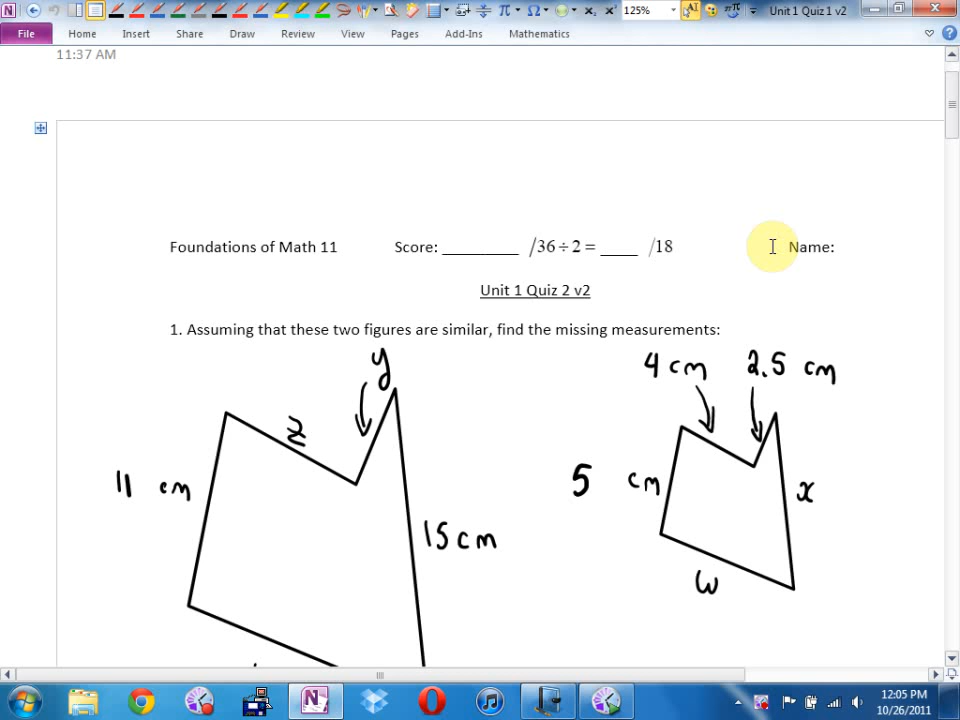 125% Unit 1 Quiz 1 v2
File Home Insert Share Draw Review View Pages Add-Ins Mathematics
11:37 AM
Foundations of Math 11 Score: ________ /36 ÷ 2 = ____ /18 Name:
Unit 1 Quiz 2 v2
1. Assuming that these two figures are similar, find the missing measurements:
y
4 cm 2.5 cm
z
11 cm
5 cm
x
15 cm
w
12:05 PM
10/26/2011